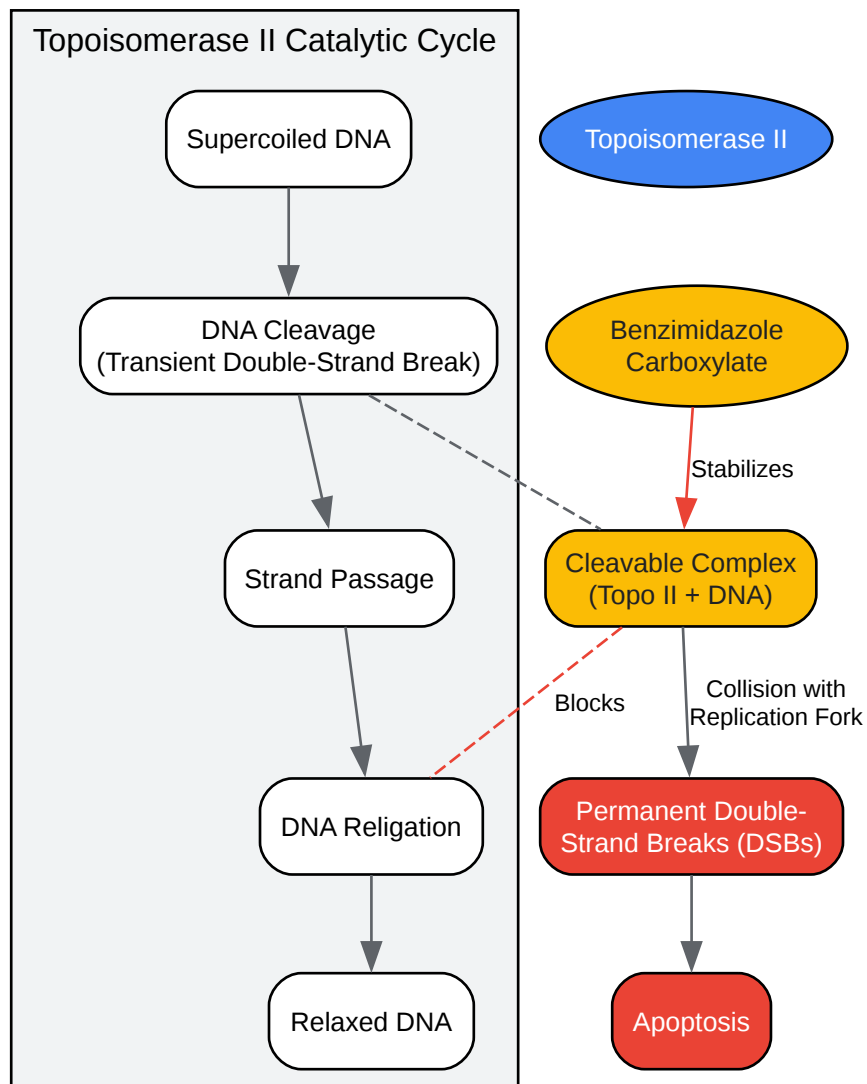 Topoisomerase II Catalytic Cycle
Supercoiled DNA
Topoisomerase II
DNA Cleavage
(Transient Double-Strand Break)
Benzimidazole
Carboxylate
Stabilizes
Strand Passage
Cleavable Complex
(Topo II + DNA)
Blocks
Collision with
Replication Fork
DNA Religation
Permanent Double-
Strand Breaks (DSBs)
Relaxed DNA
Apoptosis